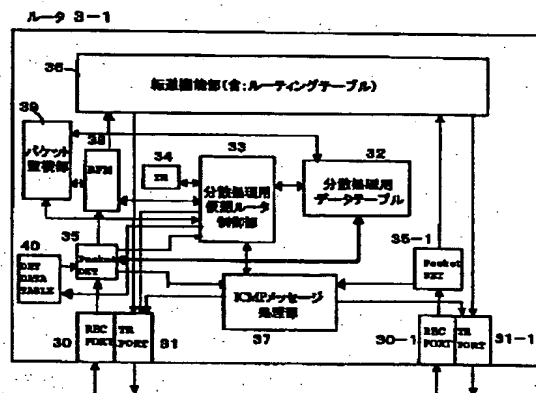 ルータ 3-1
36
転送機能部(含:ルーティングテーブル)
39
38
34
33
32
パケット
監視部
BFM
TM
分散処理用
仮想ルータ
制御部
分散処理用
データテーブル
40
35
35-1
DET
DATA
TABLE
Packet
DET
Packet
ICMPメッセージ
処理部
37
30
REC
PORT
TR
PORT
31
30-1
REC
PORT
TR
PORT
31-1